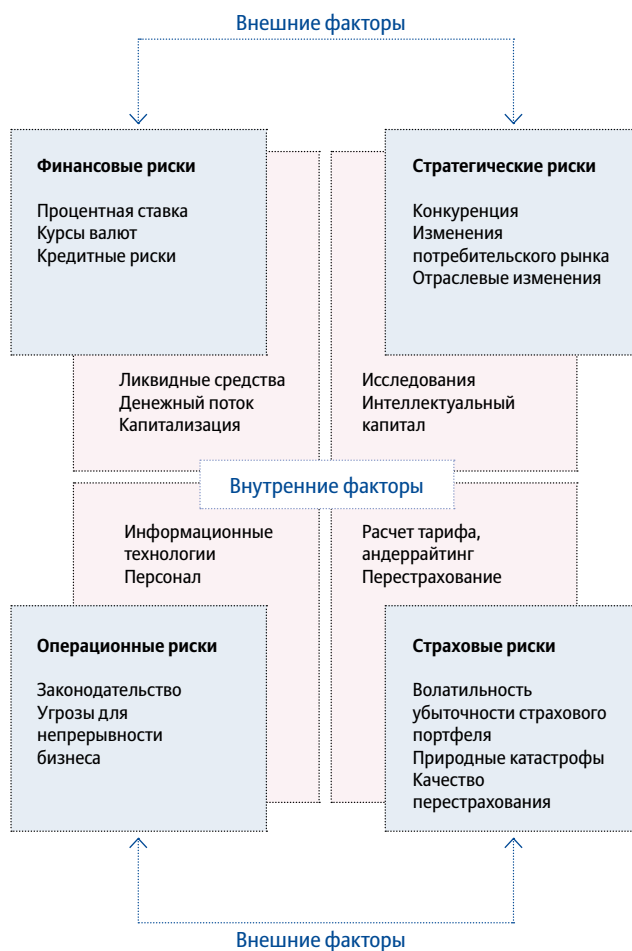 Внешние факторы
Финансовые риски
Процентная ставка
Курсы валют
Кредитные риски
Стратегические риски
Конкуренция
Изменения
потребительского рынка
Отраслевые изменения
Ликвидные средства
Денежный поток
Капитализация
Исследования
Интеллектуальный
капитал
Внутренние факторы
Информационные
технологии
Персонал
Расчет тарифа,
андеррайтинг
Перестрахование
Операционные риски
Законодательство
Угрозы для
непрерывности
бизнеса
Страховые риски
Волатильность
убыточности страхового
портфеля
Природные катастрофы
Качество
перестрахования
Внешние факторы